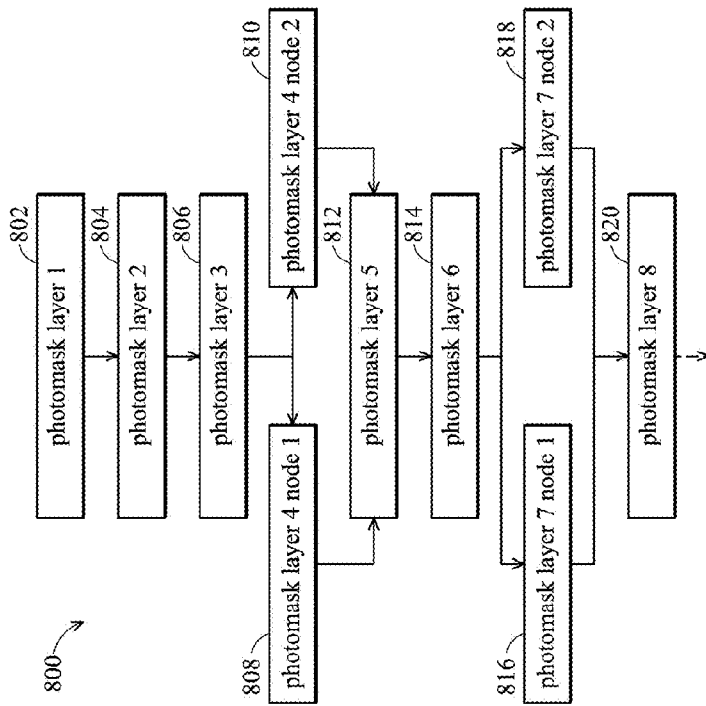 800
802
photomask layer 1
804
photomask layer 2
806
photomask layer 3
808
photomask layer 4 node 1
810
photomask layer 4 node 2
812
photomask layer 5
814
photomask layer 6
816
photomask layer 7 node 1
818
photomask layer 7 node 2
820
photomask layer 8